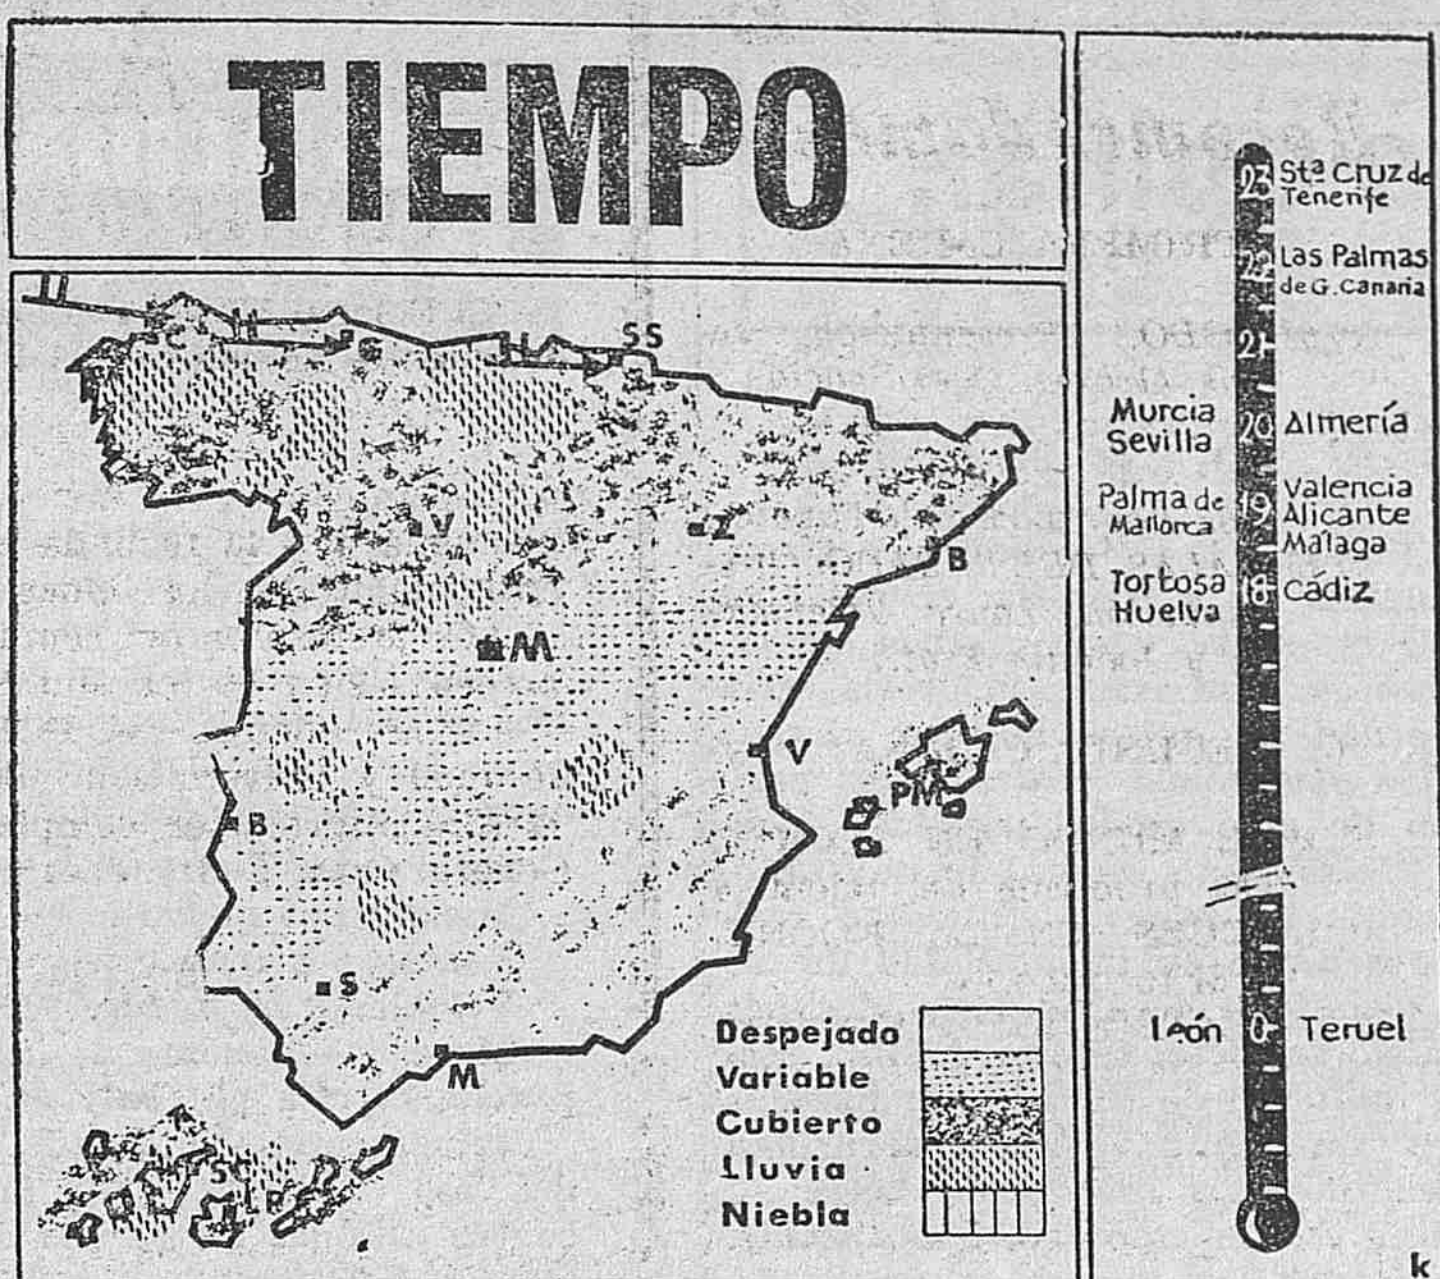 TIEMPO
C
SS
G
V
Z
B
M
V
PM
B
S
M
Despejado
Variable
Cubierto
Lluvia
Niebla
23 Stª Cruz de
Tenerife
22 Las Palmas
de G. Canaria
21
Murcia
Sevilla
20
Almería
Palma de
Mallorca
19
Valencia
Alicante
Málaga
Tortosa
Huelva
18
Cádiz
León
0
Teruel
k